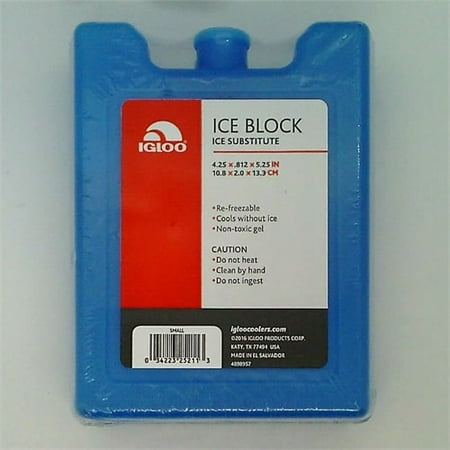 IGLOO
ICE BLOCK
ICE SUBSTITUTE
4.25 x .812 x 5.25 IN
10.8 x 2.0 x 13.3 CM
• Re-freezable
• Cools without ice
• Non-toxic gel
CAUTION
• Do not heat
• Clean by hand
• Do not ingest
SMALL
0 34223 25211 3
igloocoolers.com
©2016 IGLOO PRODUCTS CORP.
KATY, TX 77494 USA
MADE IN EL SALVADOR
4898957